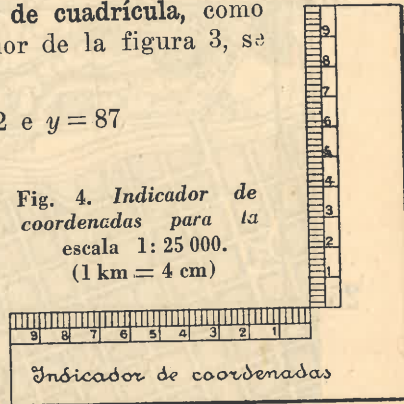 de cuadrícula, como
or de la figura 3, se
2 e y = 87
Fig. 4. Indicador de
coordenadas para la
escala 1: 25 000.
(1 km = 4 cm)
9
8
7
6
5
4
3
2
1
9 8 7 6 5 4 3 2 1
Indicador de coordenadas